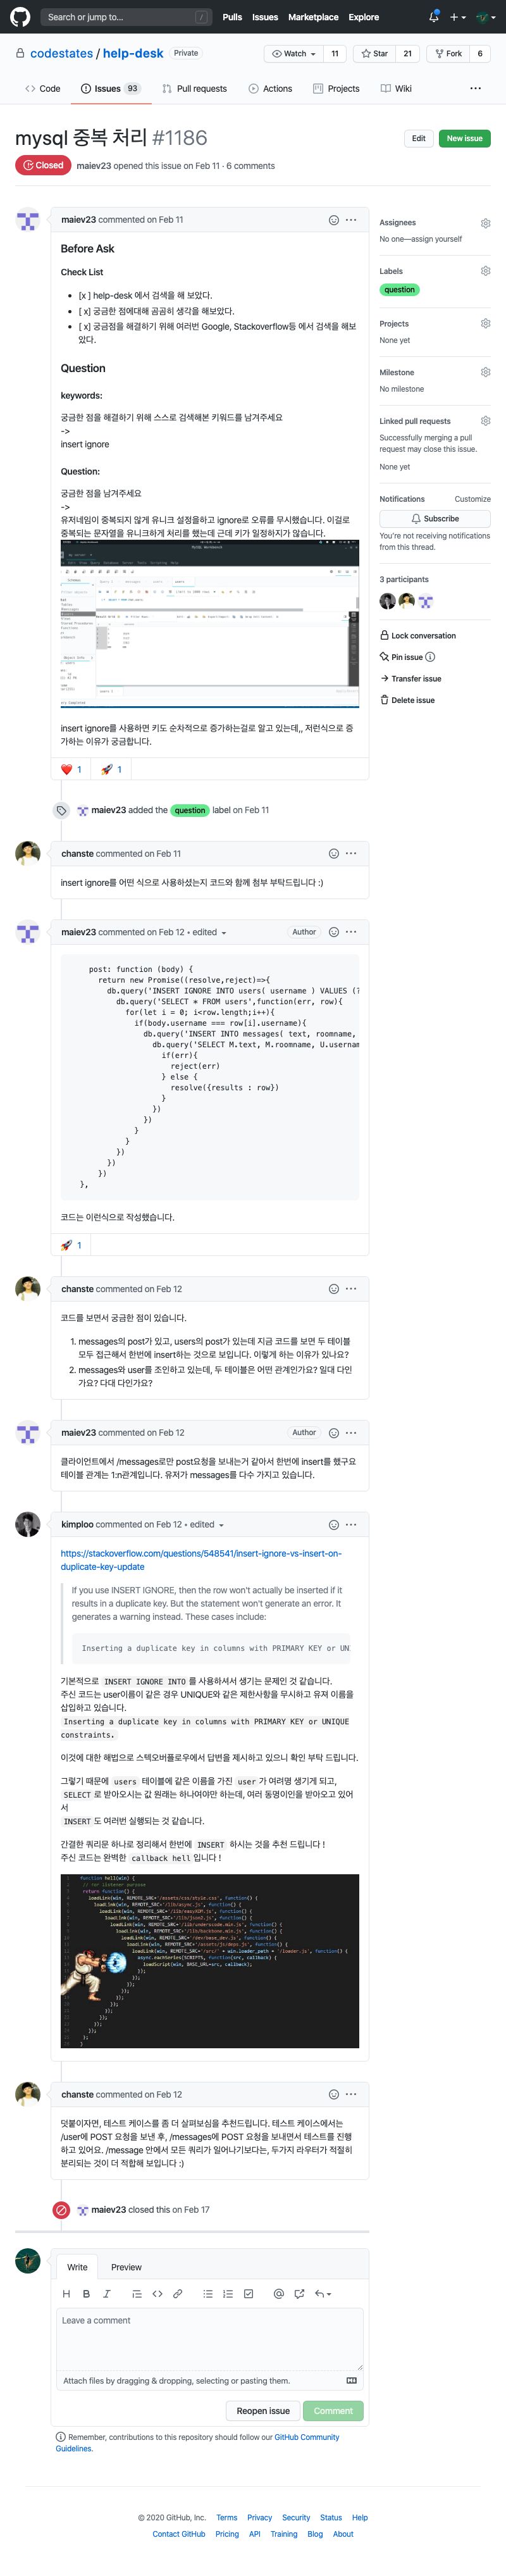 Search or jump to... /
Pulls Issues Marketplace Explore
codestates / help-desk Private
Watch 11 Star 21 Fork 6
Code Issues 93 Pull requests Actions Projects Wiki
mysql 중복 처리 #1186
Edit New issue
Closed maiev23 opened this issue on Feb 11 · 6 comments
maiev23 commented on Feb 11
Before Ask
Check List
[x ] help-desk 에서 검색을 해 보았다.
[ x] 궁금한 점에대해 곰곰히 생각을 해보았다.
[ x] 궁금점을 해결하기 위해 여러번 Google, Stackoverflow등 에서 검색을 해보
았다.
Question
keywords:
궁금한 점을 해결하기 위해 스스로 검색해본 키워드를 남겨주세요
->
insert ignore
Question:
궁금한 점을 남겨주세요
->
유저네임이 중복되지 않게 유니크 설정을하고 ignore로 오류를 무시했습니다. 이걸로
중복되는 문자열을 유니크하게 처리를 했는데 근데 키가 일정하지가 않습니다.
insert ignore를 사용하면 키도 순차적으로 증가하는걸로 알고 있는데,, 저런식으로 증
가하는 이유가 궁금합니다.
❤️ 1 🚀 1
Assignees
No one—assign yourself
Labels
question
Projects
None yet
Milestone
No milestone
Linked pull requests
Successfully merging a pull
request may close this issue.
None yet
Notifications Customize
Subscribe
You're not receiving notifications
from this thread.
3 participants
Lock conversation
Pin issue
Transfer issue
Delete issue
maiev23 added the question label on Feb 11
chanste commented on Feb 11
insert ignore를 어떤 식으로 사용하셨는지 코드와 함께 첨부 부탁드립니다 :)
maiev23 commented on Feb 12 • edited Author
post: function (body) {
return new Promise((resolve,reject)=>{
db.query('INSERT IGNORE INTO users( username ) VALUES (?
db.query('SELECT * FROM users',function(err, row){
for(let i = 0; i<row.length;i++){
if(body.username === row[i].username){
db.query('INSERT INTO messages( text, roomname,
db.query('SELECT M.text, M.roomname, U.usernam
if(err){
reject(err)
} else {
resolve({results : row})
}
})
})
}
}
})
})
})
},
코드는 이런식으로 작성했습니다.
🚀 1
chanste commented on Feb 12
코드를 보면서 궁금한 점이 있습니다.
1. messages의 post가 있고, users의 post가 있는데 지금 코드를 보면 두 테이블
모두 접근해서 한번에 insert하는 것으로 보입니다. 이렇게 하는 이유가 있나요?
2. messages와 user를 조인하고 있는데, 두 테이블은 어떤 관계인가요? 일대 다인
가요? 다대 다인가요?
maiev23 commented on Feb 12 Author
클라이언트에서 /messages로만 post요청을 보내는거 같아서 한번에 insert를 했구요
테이블 관계는 1:n관계입니다. 유저가 messages를 다수 가지고 있습니다.
kimploo commented on Feb 12 • edited
https://stackoverflow.com/questions/548541/insert-ignore-vs-insert-on-
duplicate-key-update
If you use INSERT IGNORE, then the row won't actually be inserted if it
results in a duplicate key. But the statement won't generate an error. It
generates a warning instead. These cases include:
Inserting a duplicate key in columns with PRIMARY KEY or UNI
기본적으로 INSERT IGNORE INTO 를 사용하셔서 생기는 문제인 것 같습니다.
주신 코드는 user이름이 같은 경우 UNIQUE와 같은 제한사항을 무시하고 유져 이름을
삽입하고 있습니다.
Inserting a duplicate key in columns with PRIMARY KEY or UNIQUE
constraints.
이것에 대한 해법으로 스텍오버플로우에서 답변을 제시하고 있으니 확인 부탁 드립니다.
그렇기 때문에 users 테이블에 같은 이름을 가진 user 가 여려명 생기게 되고,
SELECT 로 받아오시는 값 원래는 하나여야만 하는데, 여러 동명이인을 받아오고 있어
서
INSERT 도 여러번 실행되는 것 같습니다.
간결한 쿼리문 하나로 정리해서 한번에 INSERT 하시는 것을 추천 드립니다 !
주신 코드는 완벽한 callback hell 입니다 !
chanste commented on Feb 12
덧붙이자면, 테스트 케이스를 좀 더 살펴보심을 추천드립니다. 테스트 케이스에서는
/user에 POST 요청을 보낸 후, /messages에 POST 요청을 보내면서 테스트를 진행
하고 있어요. /message 안에서 모든 쿼리가 일어나기보다는, 두가지 라우터가 적절히
분리되는 것이 더 적합해 보입니다 :)
maiev23 closed this on Feb 17
Write Preview
Leave a comment
Attach files by dragging & dropping, selecting or pasting them.
Reopen issue Comment
Remember, contributions to this repository should follow our GitHub Community
Guidelines.
© 2020 GitHub, Inc. Terms Privacy Security Status Help
Contact GitHub Pricing API Training Blog About